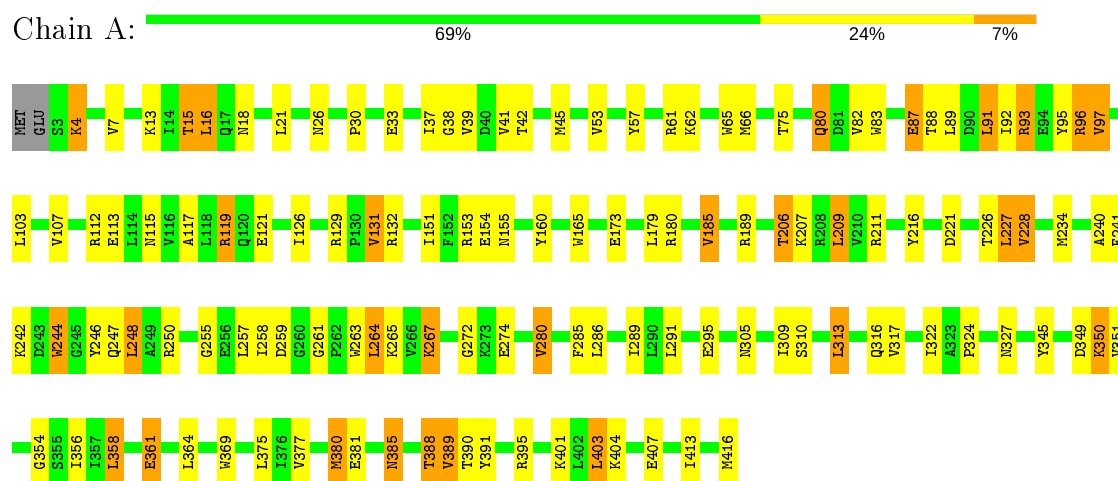 Chain A:
69% 24% 7%
MET GLU S3 K4 V7 K13 I14 T15 L16 Q17 N18 L21 N26 P30 E33 I37 G38 V39 D40 V41 T42 M45 V53 Y57 R61 K62 W65 M66 T75 Q80 D81 V82 W83 E87 T88 L89 D90 L91 I92 R93 E94 Y95 R96 V97
L103 V107 R112 E113 L114 N115 V116 A117 L118 R119 Q120 E121 I126 R129 P130 V131 R132 I151 F152 R153 E154 N155 Y160 W165 E173 L179 R180 V185 R189 T206 K207 R208 L209 V210 R211 Y216 D221 T226 L227 V228 M234 A240
K242 D243 W244 G245 Y246 Q247 L248 A249 R250 G255 E256 L257 I258 D259 G260 G261 P262 W263 L264 K265 V266 K267 G272 K273 E274 V280 F285 L286 I289 L290 L291 E295 N305 I309 S310 L313 Q316 V317 I322 A323 P324 N327 Y345 D349 K350
G354 S355 I356 I357 L358 E361 L364 W369 L375 I376 V377 M380 E381 N385 T388 V389 T390 Y391 R395 K401 L402 L403 K404 E407 I413 M416